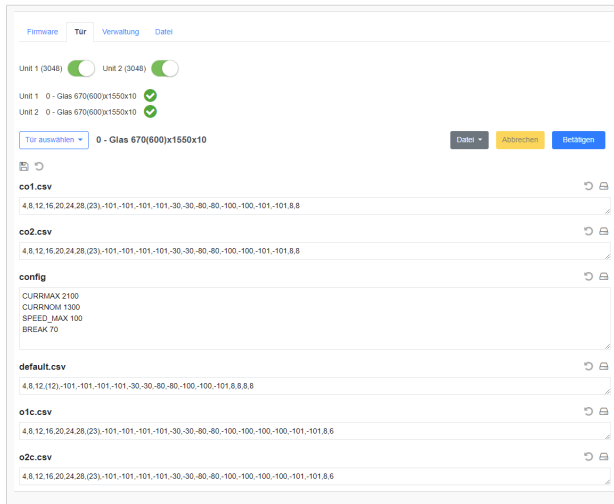 Firmware Tür Verwaltung Datei
Unit 1 (3048) Unit 2 (3048)
Unit 1 0 - Glas 670(600)x1550x10
Unit 2 0 - Glas 670(600)x1550x10
Tür auswählen 0 - Glas 670(600)x1550x10 Datei Abbrechen Betätigen
co1.csv
4,8,12,16,20,24,28,(23),-101,-101,-101,-101,-30,-30,-80,-80,-100,-100,-101,-101,8,8
co2.csv
4,8,12,16,20,24,28,(23),-101,-101,-101,-101,-30,-30,-80,-80,-100,-100,-101,-101,8,8
config
CURRMAX 2100
CURRNOM 1300
SPEED_MAX 100
BREAK 70
default.csv
4,8,12,(12),-101,-101,-101,-101,-30,-30,-80,-80,-100,-100,-101,8,8,8,8
o1c.csv
4,8,12,16,20,24,28,(23),-101,-101,-101,-101,-30,-30,-80,-80,-100,-100,-100,-100,-101,-101,8,6
o2c.csv
4,8,12,16,20,24,28,(23),-101,-101,-101,-101,-30,-30,-80,-80,-100,-100,-100,-100,-101,-101,8,6